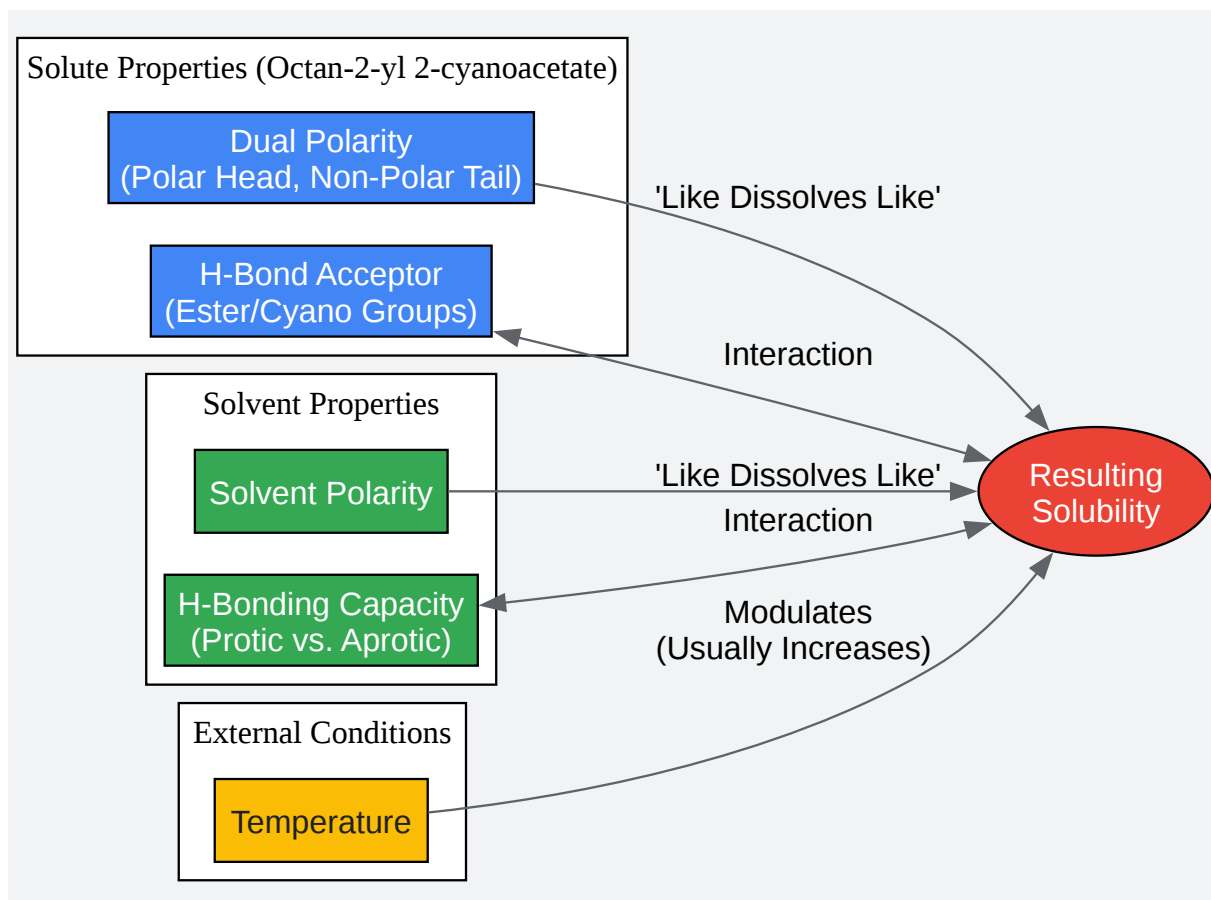 Solute Properties (Octan-2-yl 2-cyanoacetate)
Dual Polarity
(Polar Head, Non-Polar Tail)
'Like Dissolves Like'
H-Bond Acceptor
(Ester/Cyano Groups)
Interaction
Solvent Properties
Solvent Polarity
'Like Dissolves Like'
Interaction
Resulting
Solubility
H-Bonding Capacity
(Protic vs. Aprotic)
Modulates
(Usually Increases)
External Conditions
Temperature